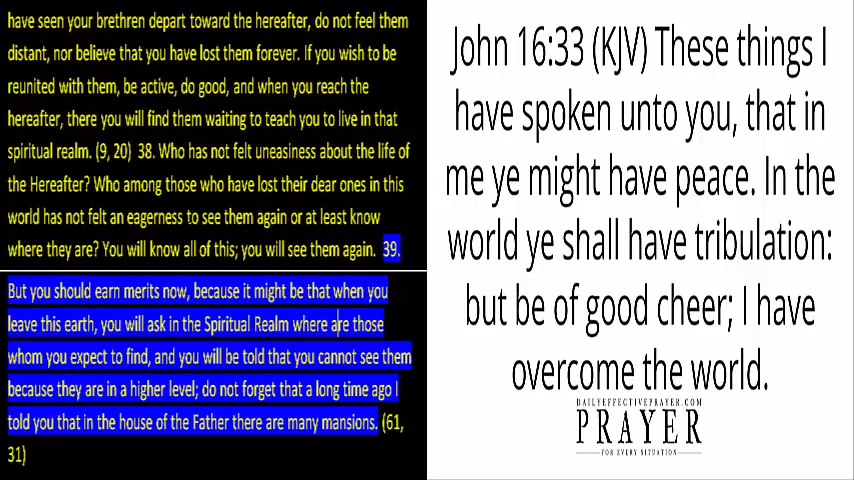 have seen your brethren depart toward the hereafter, do not feel them
distant, nor believe that you have lost them forever. If you wish to be
reunited with them, be active, do good, and when you reach the
hereafter, there you will find them waiting to teach you to live in that
spiritual realm. (9, 20) 38. Who has not felt uneasiness about the life of
the Hereafter? Who among those who have lost their dear ones in this
world has not felt an eagerness to see them again or at least know
where they are? You will know all of this; you will see them again. 39.
But you should earn merits now, because it might be that when you
leave this earth, you will ask in the Spiritual Realm where are those
whom you expect to find, and you will be told that you cannot see them
because they are in a higher level; do not forget that a long time ago I
told you that in the house of the Father there are many mansions. (61,
31)
John 16:33 (KJV) These things I
have spoken unto you, that in
me ye might have peace. In the
world ye shall have tribulation:
but be of good cheer; I have
overcome the world.
DAILYEFFECTIVEPRAYER.COM
PRAYER
FOR EVERY SITUATION